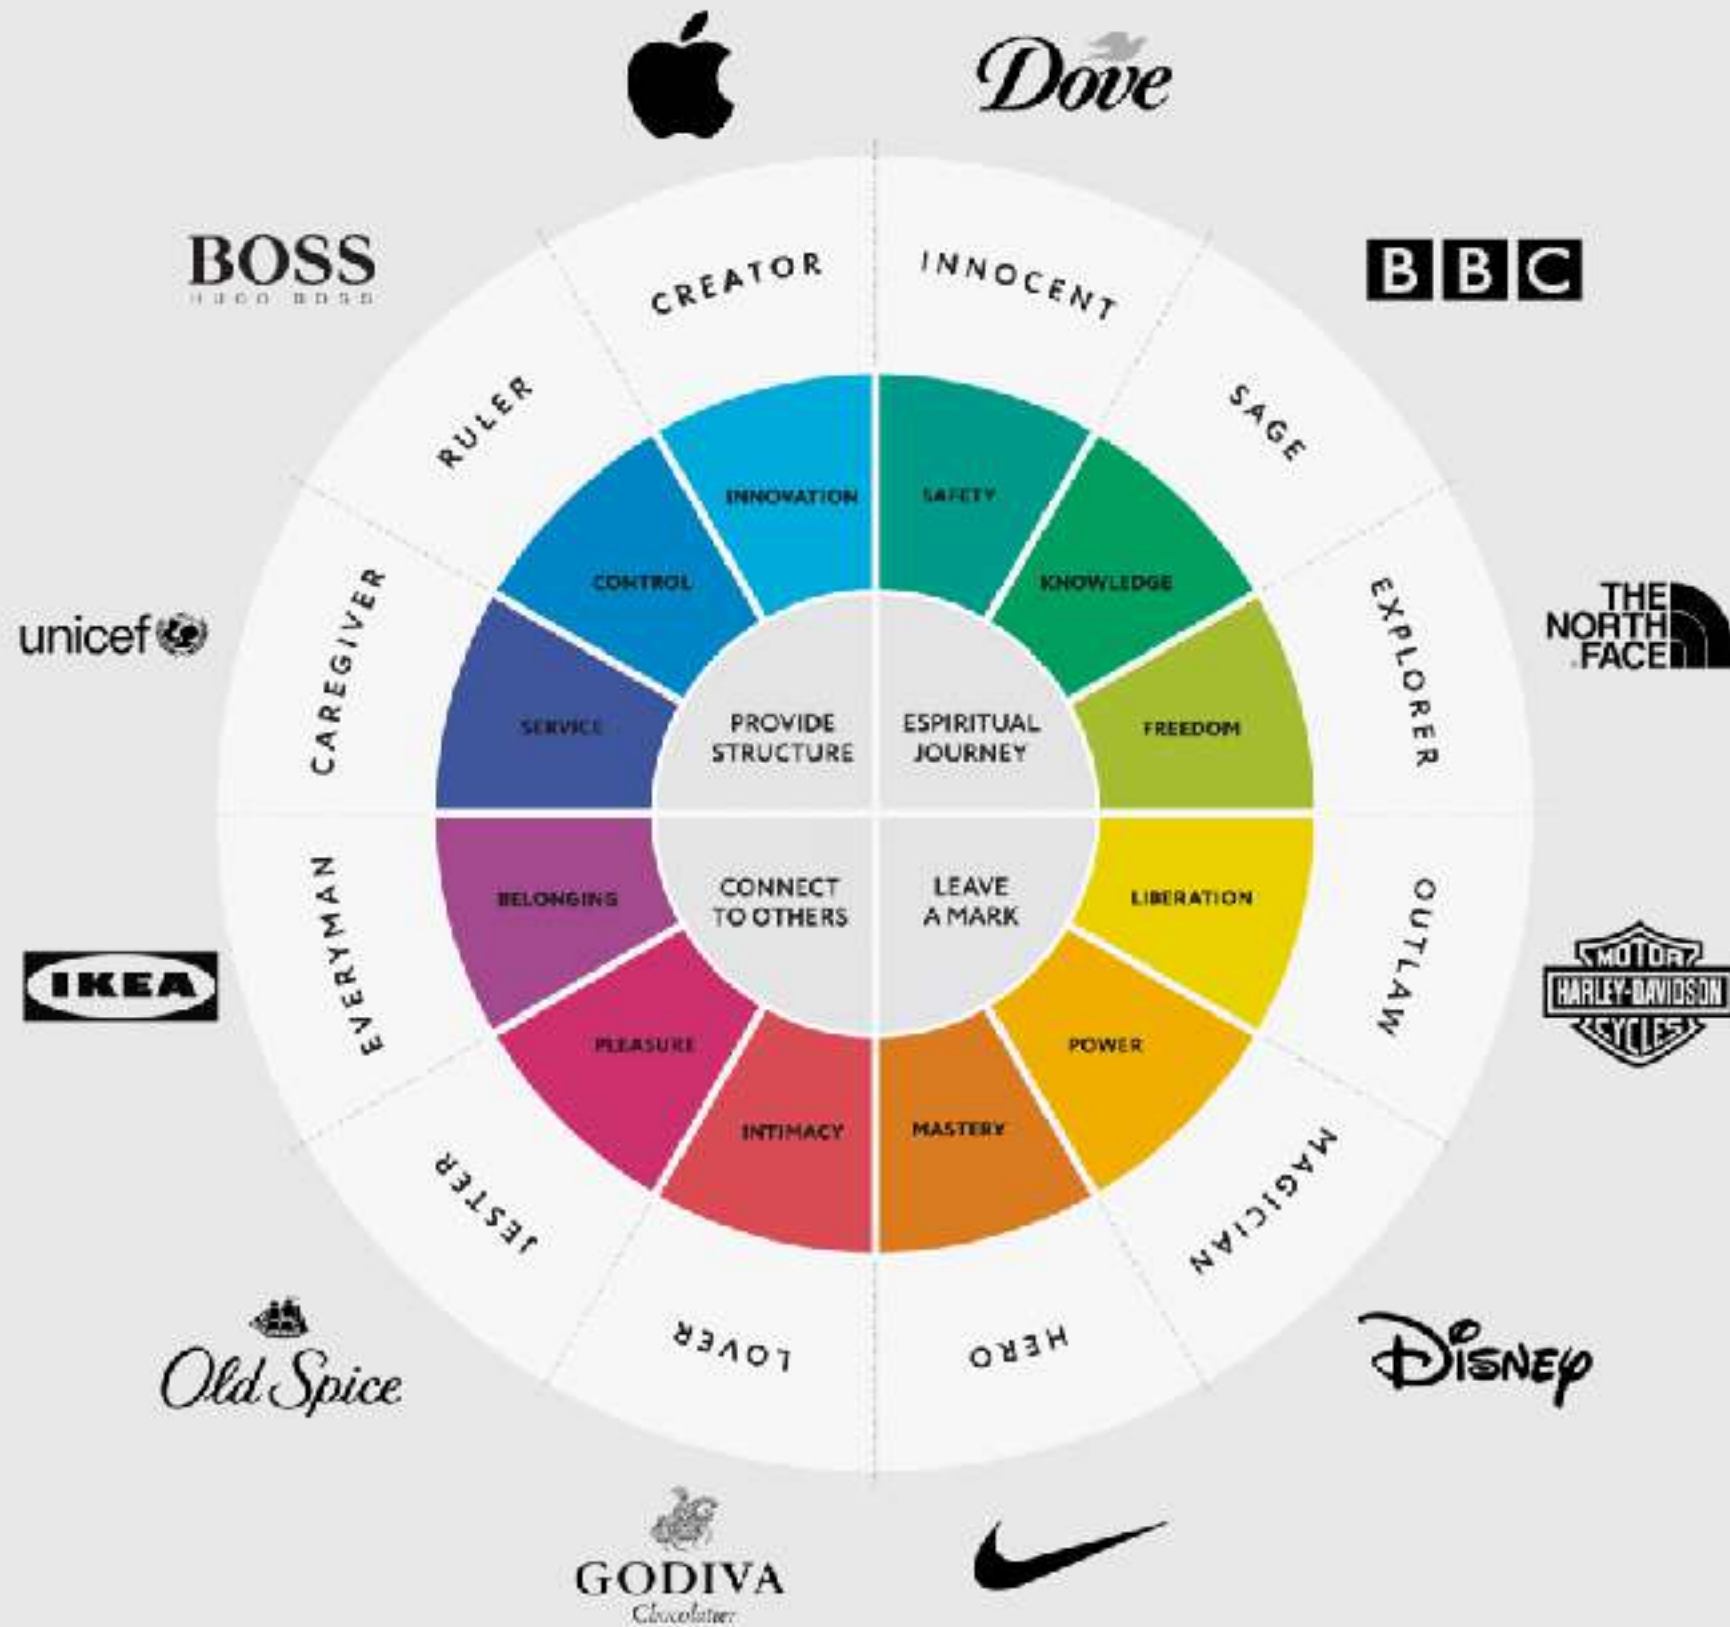 Dove
BOSS
HUGO BOSS
BBC
CREATOR
INNOCENT
RULER
SAGE
INNOVATION
SAFETY
CONTROL
KNOWLEDGE
CAREGIVER
EXPLORER
unicef
THE
NORTH
FACE
SERVICE
PROVIDE
STRUCTURE
ESPIRITUAL
JOURNEY
FREEDOM
EVERYMAN
BELONGING
CONNECT
TO OTHERS
LEAVE
A MARK
LIBERATION
OUTLAW
IKEA
MOTOR
HARLEY-DAVIDSON
CYCLES
PLEASURE
POWER
INTIMACY
MASTERY
JESTER
MAGICIAN
LOVER
HERO
Old Spice
DISNEY
GODIVA
Chocolatier